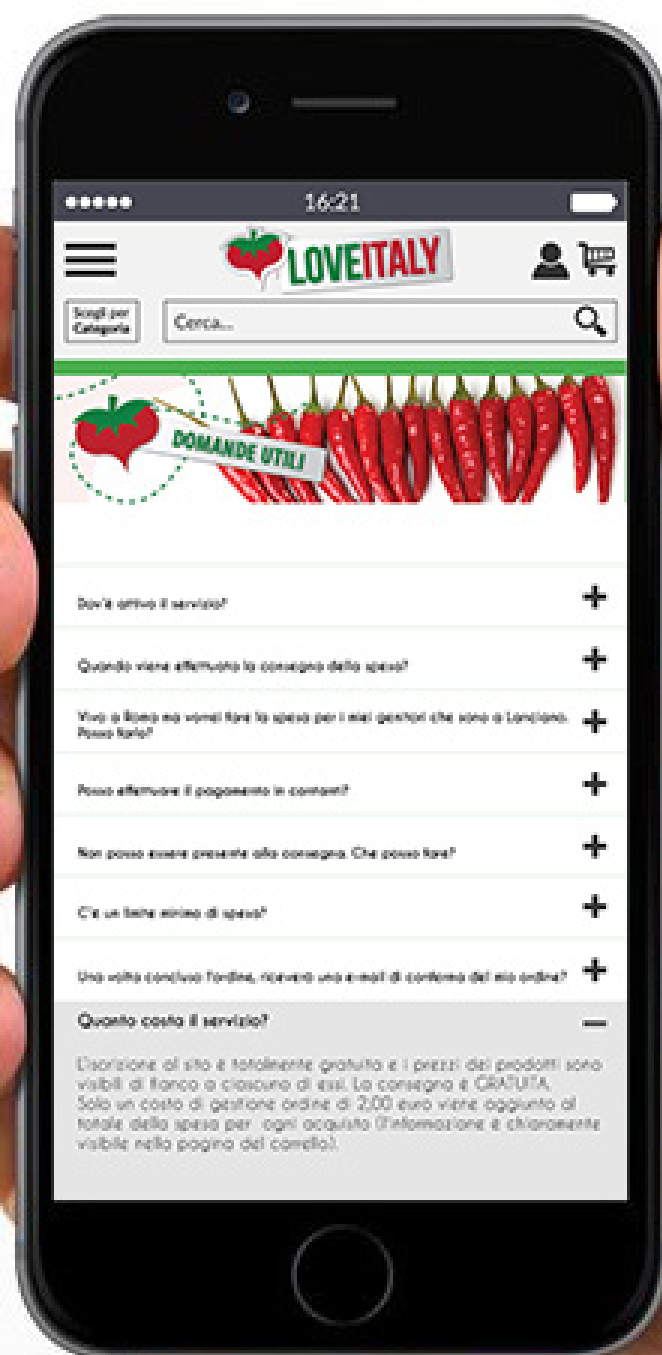 16:21
LOVEITALY
Scegli per
Categoria
Cerca...
DOMANDE UTILI
Dov'è attivo il servizio?
Quando viene effettuata la consegna della spesa?
Vivo a Roma ma vorrei fare la spesa per i miei genitori che sono a Lanciano.
Posso farlo?
Posso effettuare il pagamento in contanti?
Non posso essere presente alla consegna. Che posso fare?
C'è un limite minimo di spesa?
Una volta concluso l'ordine, riceverò una e-mail di conferma del mio ordine?
Quanto costa il servizio?
L'iscrizione al sito è totalmente gratuita e i prezzi dei prodotti sono
visibili di fianco a ciascuno di essi. La consegna è GRATUITA.
Solo un costo di gestione ordine di 2,00 euro viene aggiunto al
totale della spesa per ogni acquisto (l'informazione è chiaramente
visibile nella pagina del carrello).